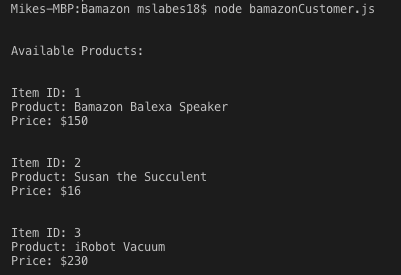 Mikes-MBP:Bamazon mslabes18$ node bamazonCustomer.js
Available Products:
Item ID: 1
Product: Bamazon Balexa Speaker
Price: $150
Item ID: 2
Product: Susan the Succulent
Price: $16
Item ID: 3
Product: iRobot Vacuum
Price: $230